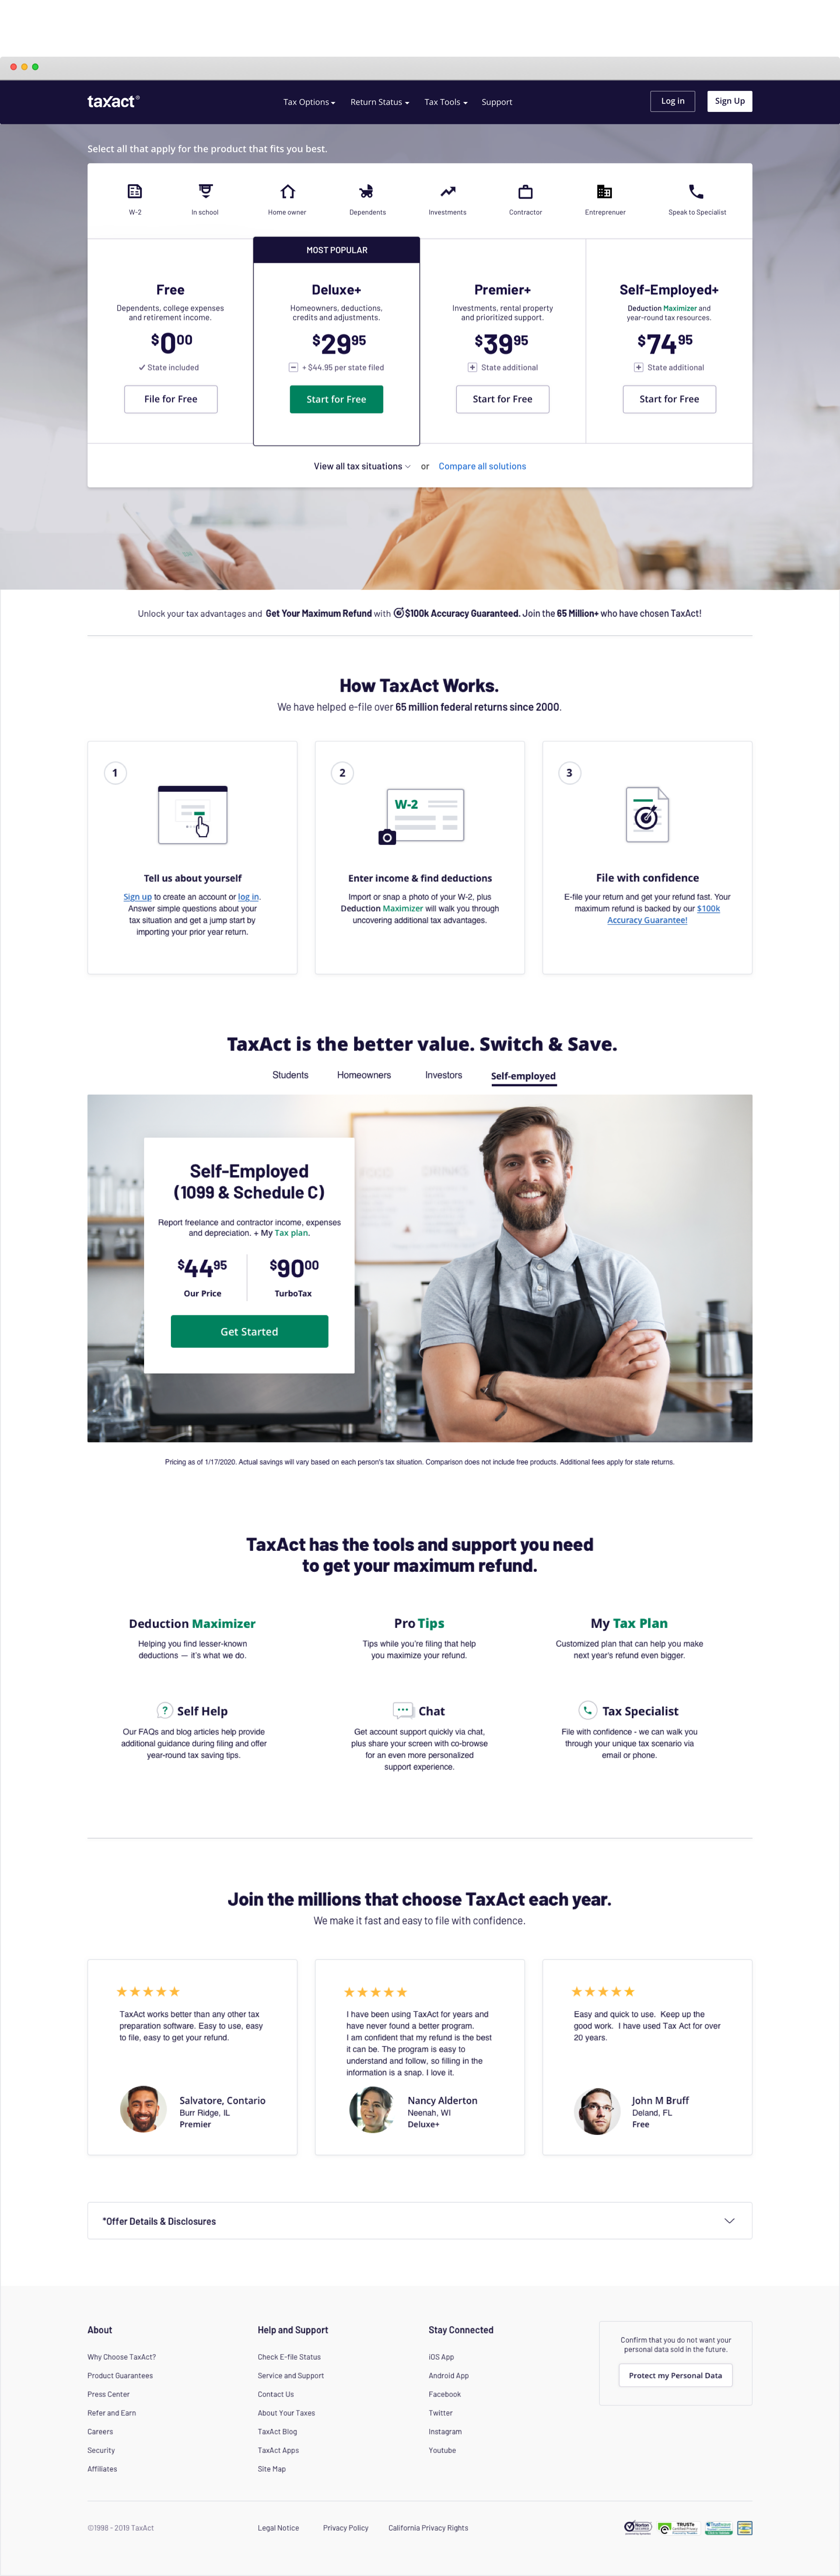 taxact®
Tax Options
Return Status
Tax Tools
Support
Log in
Sign Up
Select all that apply for the product that fits you best.
W-2
In school
Home owner
Dependents
Investments
Contractor
Entreprenuer
Speak to Specialist
MOST POPULAR
Free
Dependents, college expenses
and retirement income.
$000
State included
File for Free
Deluxe+
Homeowners, deductions,
credits and adjustments.
$2995
+ $44.95 per state filed
Start for Free
Premier+
Investments, rental property
and prioritized support.
$3995
State additional
Start for Free
Self-Employed+
Deduction Maximizer and
year-round tax resources.
$7495
State additional
Start for Free
View all tax situations or Compare all solutions
Unlock your tax advantages and Get Your Maximum Refund with $100k Accuracy Guaranteed. Join the 65 Million+ who have chosen TaxAct!
How TaxAct Works.
We have helped e-file over 65 million federal returns since 2000.
1
Tell us about yourself
Sign up to create an account or log in.
Answer simple questions about your
tax situation and get a jump start by
importing your prior year return.
2
W-2
Enter income & find deductions
Import or snap a photo of your W-2, plus
Deduction Maximizer will walk you through
uncovering additional tax advantages.
3
File with confidence
E-file your return and get your refund fast. Your
maximum refund is backed by our $100k
Accuracy Guarantee!
TaxAct is the better value. Switch & Save.
Students
Homeowners
Investors
Self-employed
FOOD
DRINKS
Self-Employed
(1099 & Schedule C)
Report freelance and contractor income, expenses
and depreciation. + My Tax plan.
$4495
Our Price
$9000
TurboTax
Get Started
Pricing as of 1/17/2020. Actual savings will vary based on each person's tax situation. Comparison does not include free products. Additional fees apply for state returns.
TaxAct has the tools and support you need
to get your maximum refund.
Deduction Maximizer
Helping you find lesser-known
deductions — it's what we do.
Pro Tips
Tips while you're filing that help
you maximize your refund.
My Tax Plan
Customized plan that can help you make
next year's refund even bigger.
? Self Help
Our FAQs and blog articles help provide
additional guidance during filing and offer
year-round tax saving tips.
Chat
Get account support quickly via chat,
plus share your screen with co-browse
for an even more personalized
support experience.
Tax Specialist
File with confidence - we can walk you
through your unique tax scenario via
email or phone.
Join the millions that choose TaxAct each year.
We make it fast and easy to file with confidence.
TaxAct works better than any other tax
preparation software. Easy to use, easy
to file, easy to get your refund.
Salvatore, Contario
Burr Ridge, IL
Premier
I have been using TaxAct for years and
have never found a better program.
I am confident that my refund is the best
it can be. The program is easy to
understand and follow, so filling in the
information is a snap. I love it.
Nancy Alderton
Neenah, WI
Deluxe+
Easy and quick to use. Keep up the
good work. I have used Tax Act for over
20 years.
John M Bruff
Deland, FL
Free
*Offer Details & Disclosures
About
Why Choose TaxAct?
Product Guarantees
Press Center
Refer and Earn
Careers
Security
Affiliates
Help and Support
Check E-file Status
Service and Support
Contact Us
About Your Taxes
TaxAct Blog
TaxAct Apps
Site Map
Stay Connected
iOS App
Android App
Facebook
Twitter
Instagram
Youtube
Confirm that you do not want your
personal data sold in the future.
Protect my Personal Data
©1998 - 2019 TaxAct
Legal Notice
Privacy Policy
California Privacy Rights
Norton
TRUSTe